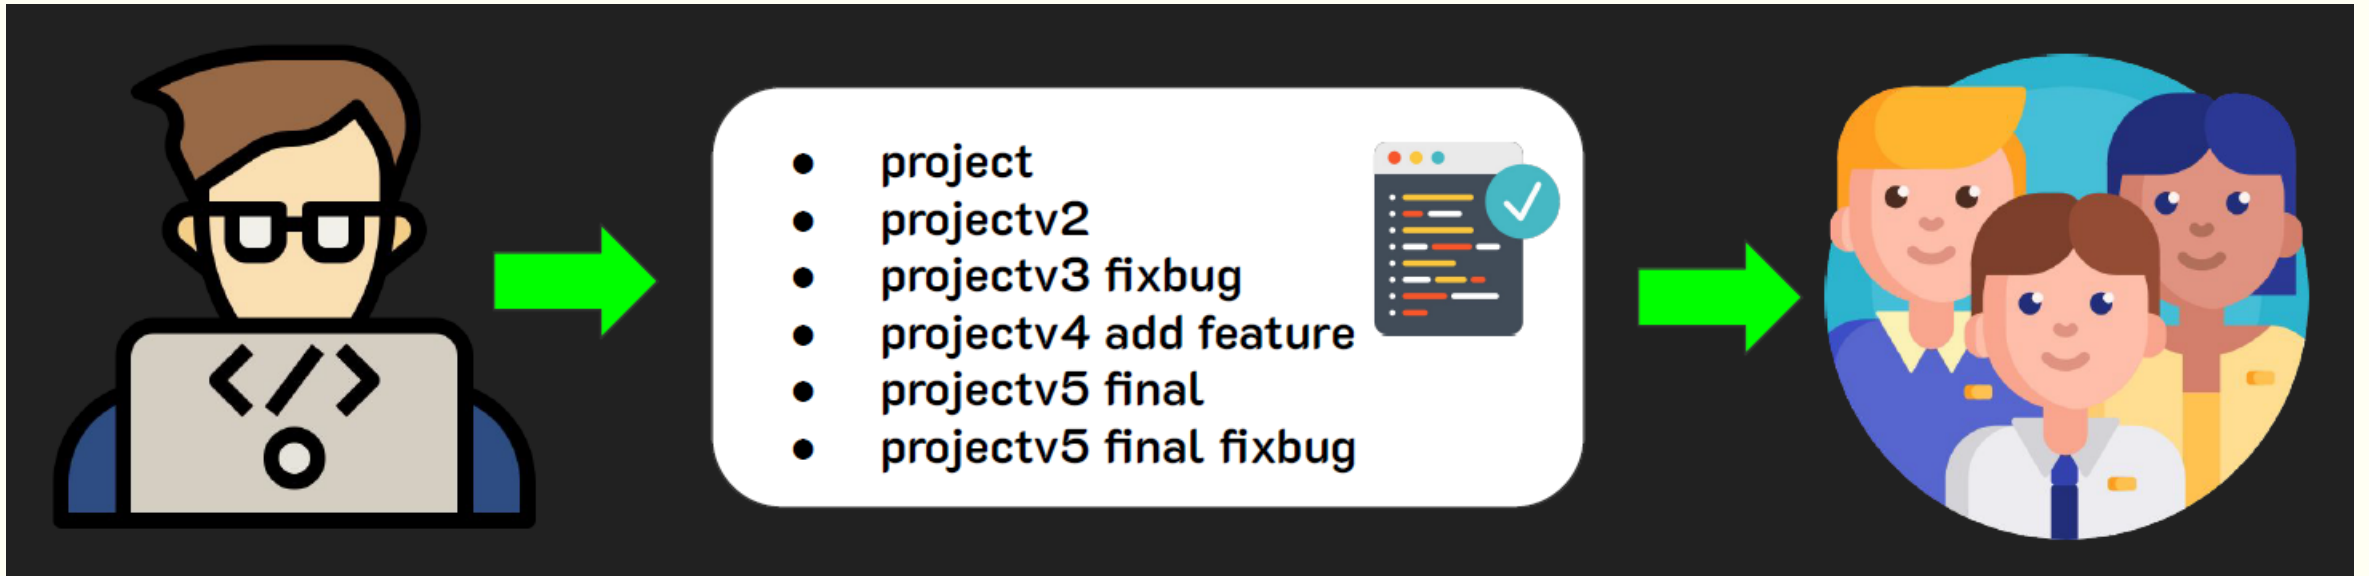 </>
● project
● projectv2
● projectv3 fixbug
● projectv4 add feature
● projectv5 final
● projectv5 final fixbug